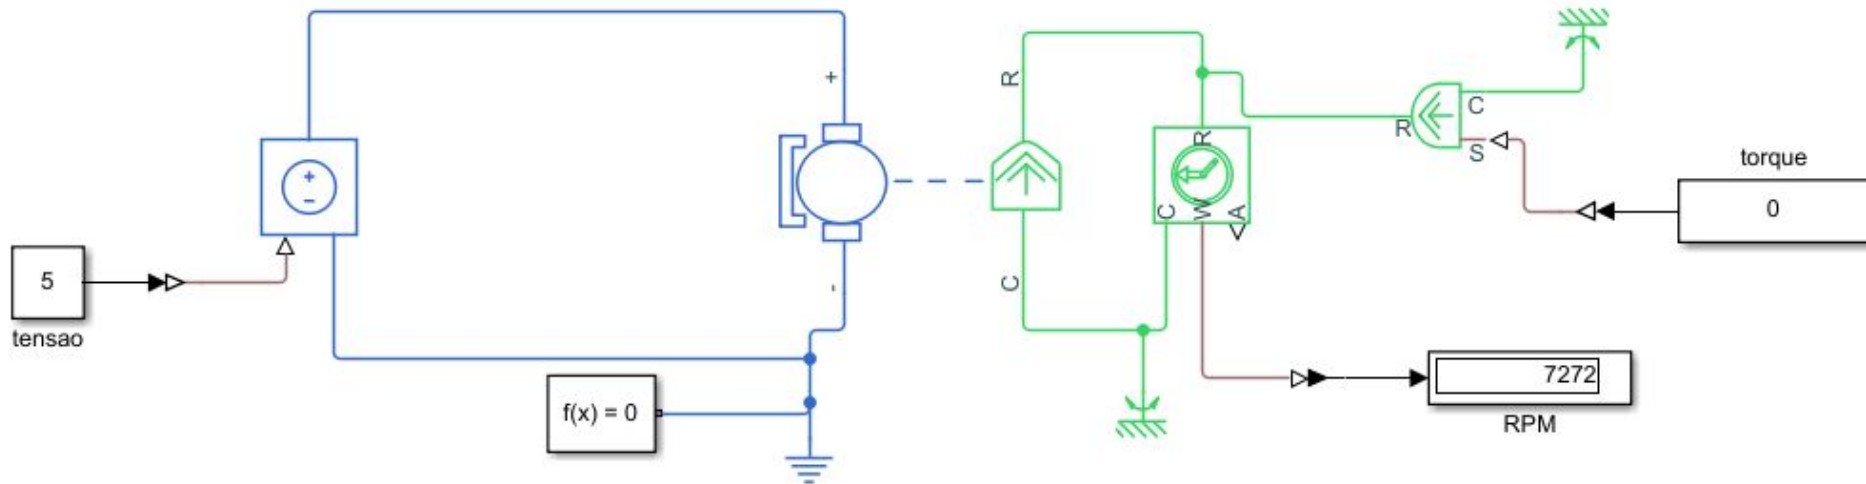 +
R
C
R
S
torque
0
R
C
W
A
5
tensao
+
−
-
C
f(x) = 0
7272
RPM